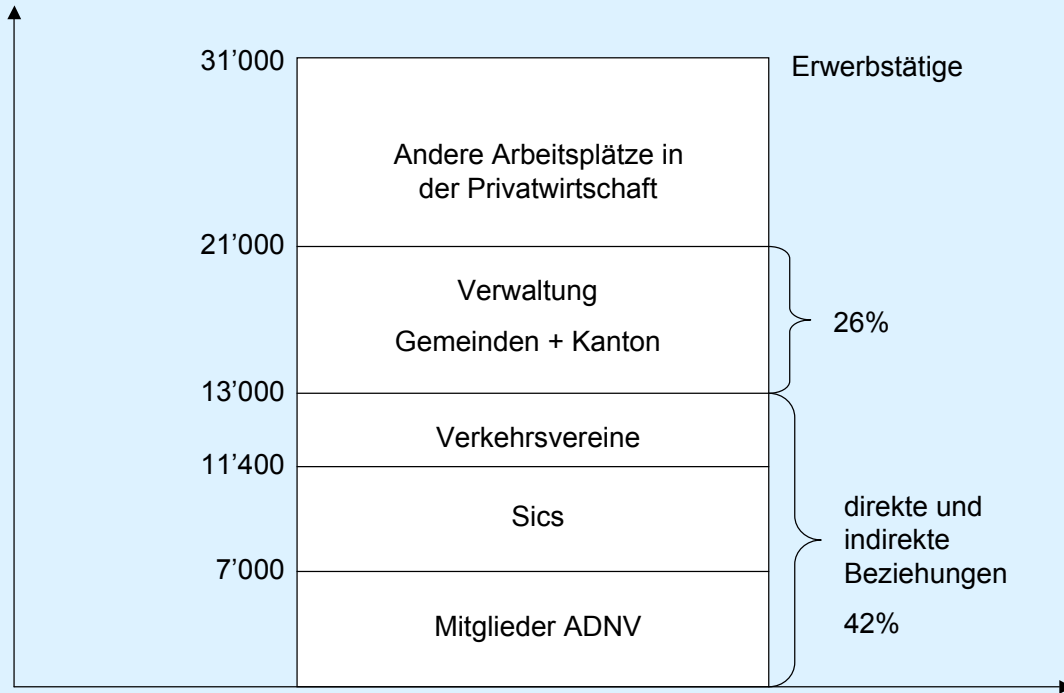 31’000
Erwerbstätige
Andere Arbeitsplätze in
der Privatwirtschaft
21’000
Verwaltung
Gemeinden + Kanton
26%
13’000
Verkehrsvereine
11’400
Sics
direkte und
indirekte
Beziehungen
42%
7’000
Mitglieder ADNV